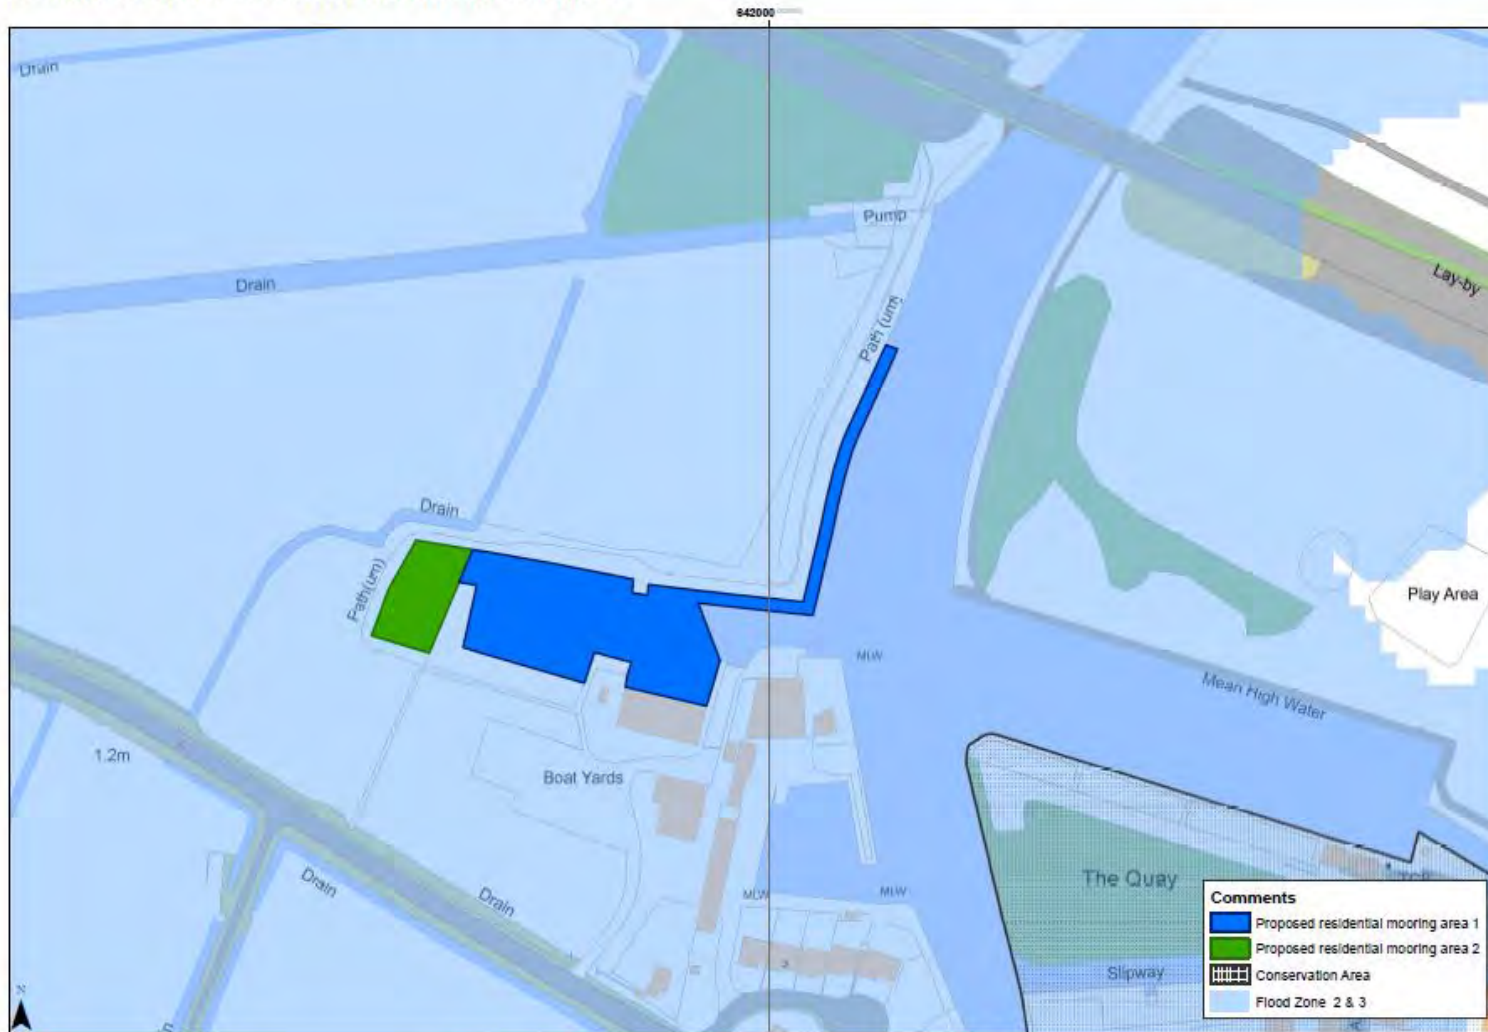 642000
Drain
Pump
Drain
Lay-by
Path (um)
Drain
Path(um)
Play Area
MLW
Mean High Water
1.2m
Boat Yards
The Quay
MLW
MLW
Drain
Drain
Slipway
Comments
Proposed residential mooring area 1
Proposed residential mooring area 2
Conservation Area
Flood Zone 2 & 3